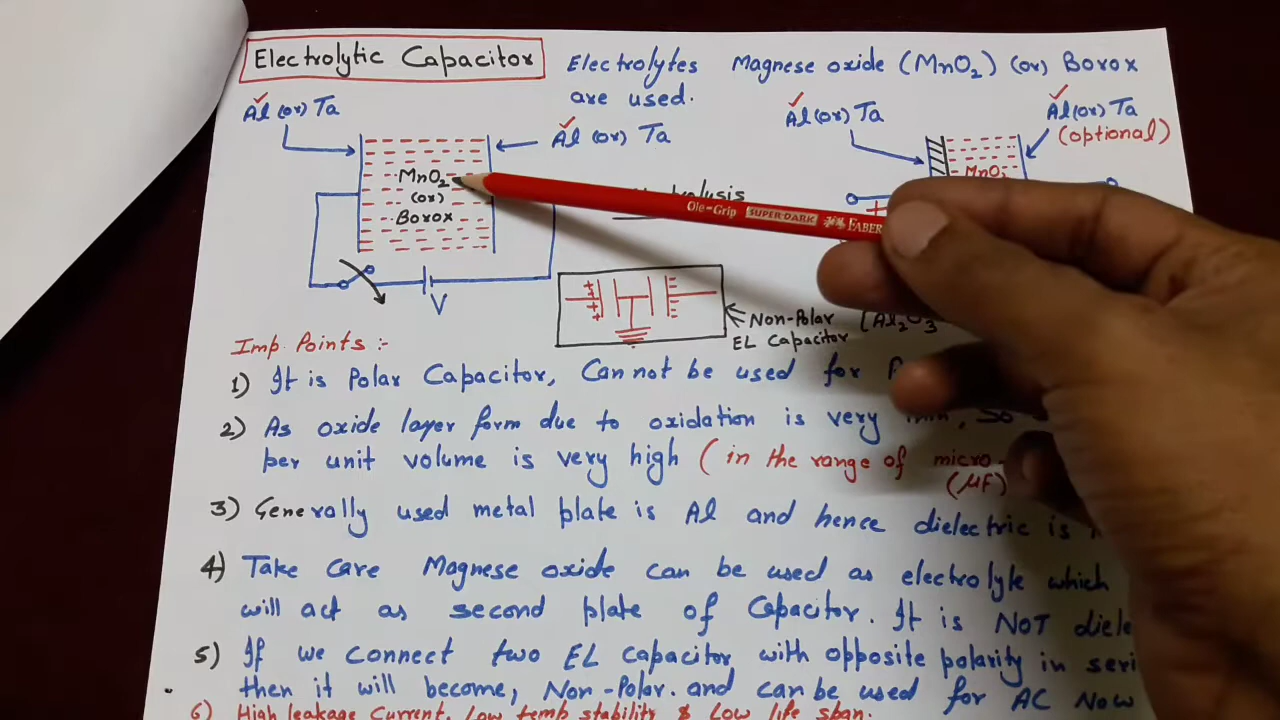 Electrolytic Capacitor
Electrolytes Magnese oxide (MnO2) (or) Borox
are used.
Al (or) Ta
Al (or) Ta
MnO2
(or)
Borox
V
Al(or) Ta
Al(or) Ta
(optional)
+
Ole-Grip SUPER-DARK FABER
+
+
+
Non-Polar
EL Capacitor
[Al2O3
Imp. Points :-
1) It is Polar Capacitor, Cannot be used for
2) As oxide layer form due to oxidation is very thin, So
per unit volume is very high (in the range of micro-
(μF)
3) Generally used metal plate is Al and hence dielectric is
4) Take care Magnese oxide can be used as electrolyte which
will act as second plate of Capacitor. It is NOT
5) If we connect two EL capacitor with opposite polarity in
then it will become, Non-Polar. and can be used for AC Now
6) High leakage Current, Low temp stability & Low life span.